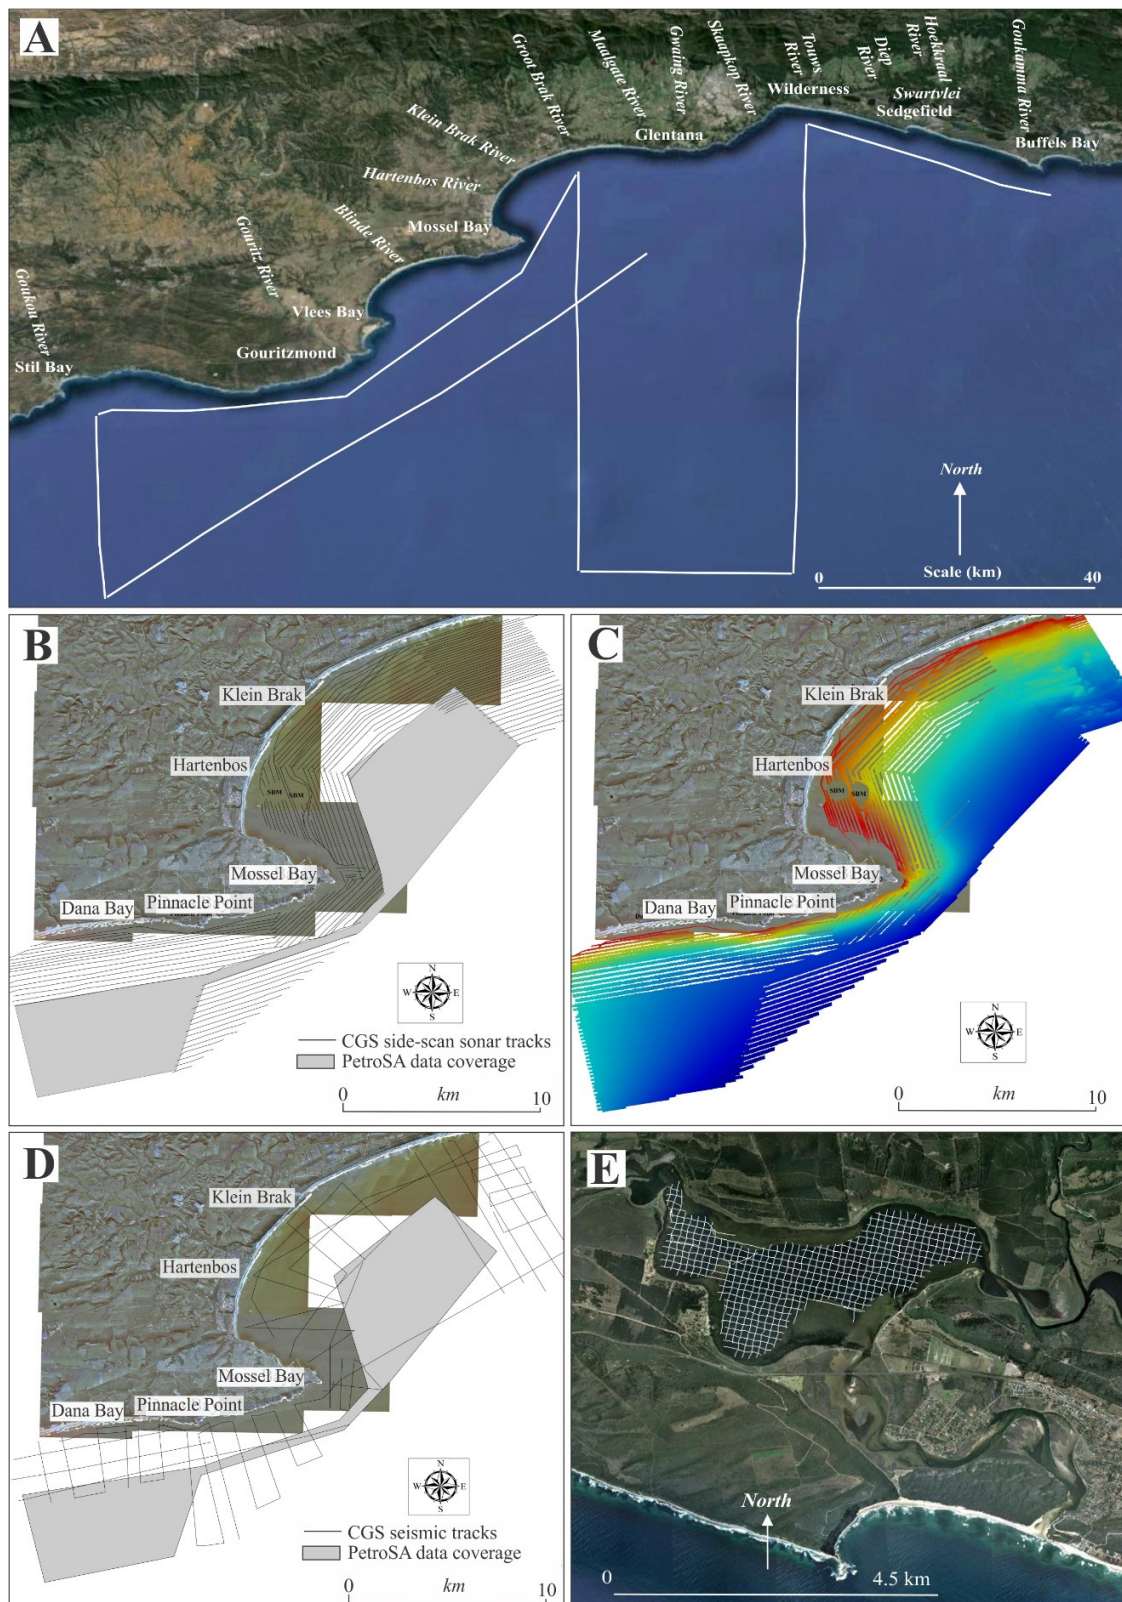 A
Goukou River
Stil Bay
Gouritz River
Gouritzmond
Vlees Bay
Blinde River
Mossel Bay
Hartenbos River
Klein Brak River
Groot Brak River
Maalgate River
Glentana
Gwaing River
Skaapkop River
Touws
River
Wilderness
Diep
River
Hoekkraal
River
Swartvlei
Sedgefield
Goukamma River
Buffels Bay
North
Scale (km)
0
40
B
Klein Brak
Hartenbos
SBM
SBM
Mossel Bay
Pinnacle Point
Dana Bay
N
W
E
S
CGS side-scan sonar tracks
PetroSA data coverage
0
km
10
C
Klein Brak
Hartenbos
SBM
SBM
Mossel Bay
Pinnacle Point
Dana Bay
N
W
E
S
0
km
10
D
Klein Brak
Hartenbos
Mossel Bay
Pinnacle Point
Dana Bay
N
W
E
S
CGS seismic tracks
PetroSA data coverage
0
km
10
E
North
0
4.5 km